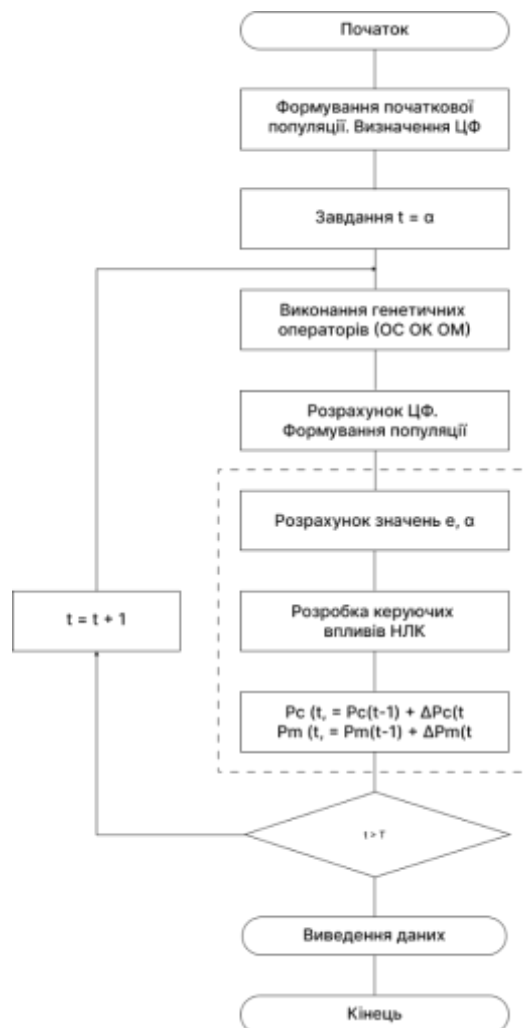 Початок
Формування початкової
популяції. Визначення ЦФ
Завдання t = α
Виконання генетичних
операторів (ОС ОК ОМ)
Розрахунок ЦФ.
Формування популяції
Розрахунок значень e, α
t = t + 1
Розробка керуючих
впливів НЛК
Pc (t, = Pc(t-1) + ΔPc(t
Pm (t, = Pm(t-1) + ΔPm(t
t > T
Виведення даних
Кінець